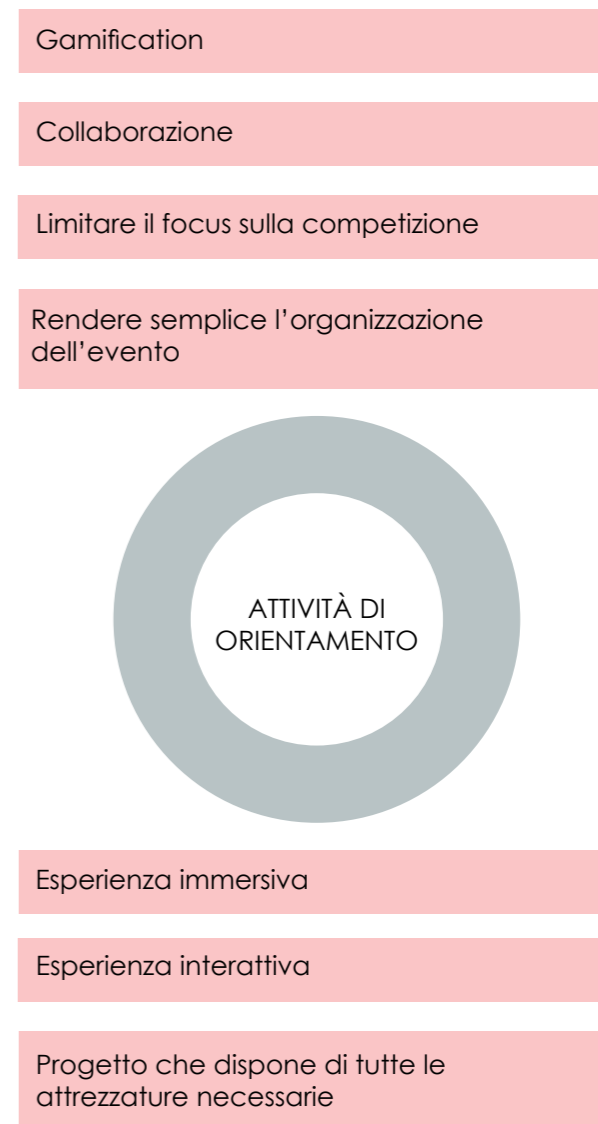 Gamification
Collaborazione
Limitare il focus sulla competizione
Rendere semplice l’organizzazione
dell’evento
ATTIVITÀ DI
ORIENTAMENTO
Esperienza immersiva
Esperienza interattiva
Progetto che dispone di tutte le
attrezzature necessarie